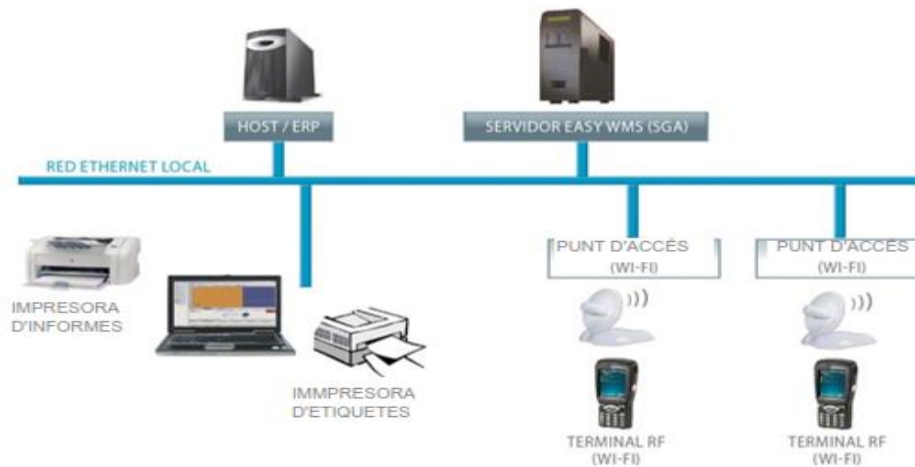 HOST / ERP
SERVIDOR EASY WMS (SGA)
RED ETHERNET LOCAL
PUNT D'ACCÉS
(WI-FI)
PUNT D'ACCÉS
(WI-FI)
IMPRESORA
D'INFORMES
IMMPRESORA
D'ETIQUETES
TERMINAL RF
(WI-FI)
TERMINAL RF
(WI-FI)